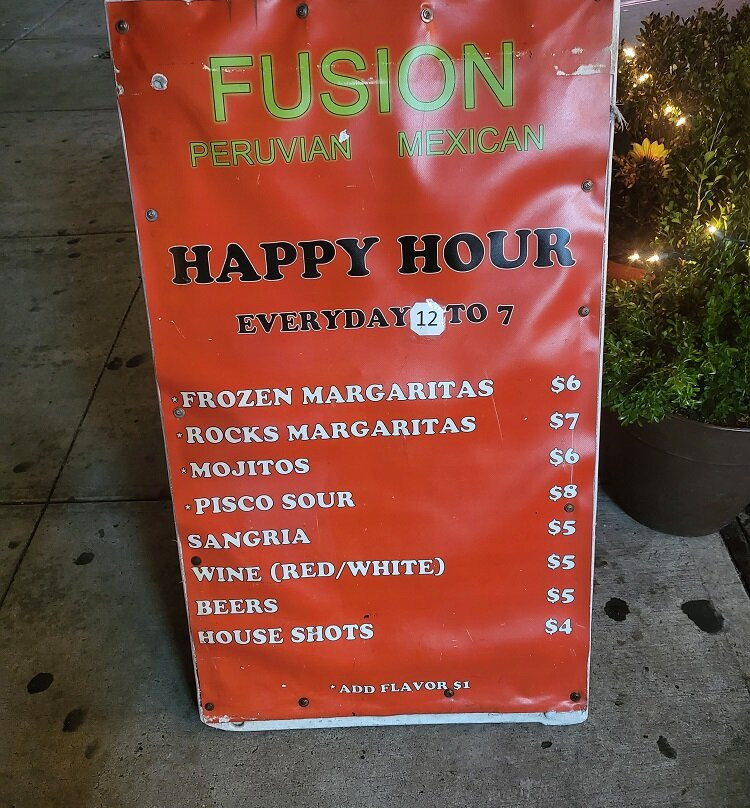 FUSION
PERUVIAN MEXICAN
HAPPY HOUR
EVERYDAY 12 TO 7
*FROZEN MARGARITAS $6
*ROCKS MARGARITAS $7
*MOJITOS $6
*PISCO SOUR $8
SANGRIA $5
WINE (RED/WHITE) $5
BEERS $5
HOUSE SHOTS $4
*ADD FLAVOR $1